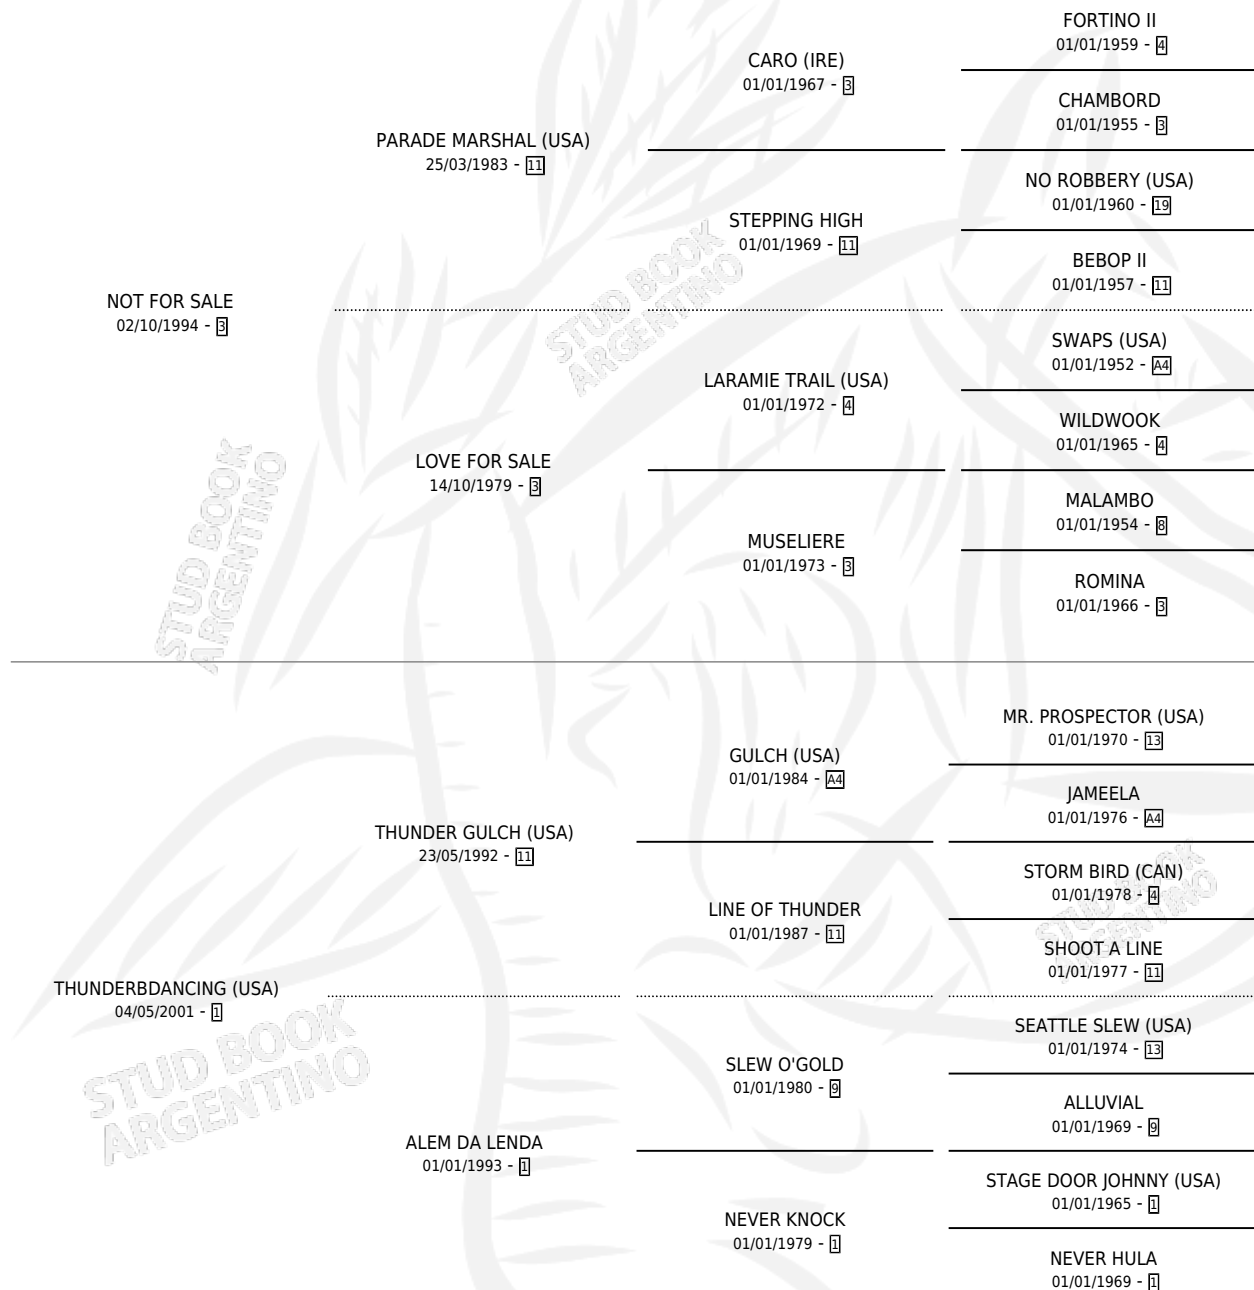 FORTINO II
01/01/1959 - 4
CARO (IRE)
01/01/1967 - 3
CHAMBORD
01/01/1955 - 3
PARADE MARSHAL (USA)
25/03/1983 - 11
NO ROBBERY (USA)
01/01/1960 - 19
STEPPING HIGH
01/01/1969 - 11
BEBOP II
01/01/1957 - 11
NOT FOR SALE
02/10/1994 - 3
STUD BOOK
ARGENTINO
SWAPS (USA)
01/01/1952 - A4
LARAMIE TRAIL (USA)
01/01/1972 - 4
WILDWOOK
01/01/1965 - 4
LOVE FOR SALE
14/10/1979 - 3
MALAMBO
01/01/1954 - 8
MUSELIERE
01/01/1973 - 3
ROMINA
01/01/1966 - 3
STUD BOOK
ARGENTINO
MR. PROSPECTOR (USA)
01/01/1970 - 13
GULCH (USA)
01/01/1984 - A4
JAMEELA
01/01/1976 - A4
THUNDER GULCH (USA)
23/05/1992 - 11
STORM BIRD (CAN)
01/01/1978 - 4
LINE OF THUNDER
01/01/1987 - 11
STUD BOOK
ARGENTINO
SHOOT A LINE
01/01/1977 - 11
THUNDERBDANCING (USA)
04/05/2001 - 1
SEATTLE SLEW (USA)
01/01/1974 - 13
STUD BOOK
ARGENTINO
SLEW O'GOLD
01/01/1980 - 9
ALLUVIAL
01/01/1969 - 9
ALEM DA LENDA
01/01/1993 - 1
STAGE DOOR JOHNNY (USA)
01/01/1965 - 1
NEVER KNOCK
01/01/1979 - 1
NEVER HULA
01/01/1969 - 1